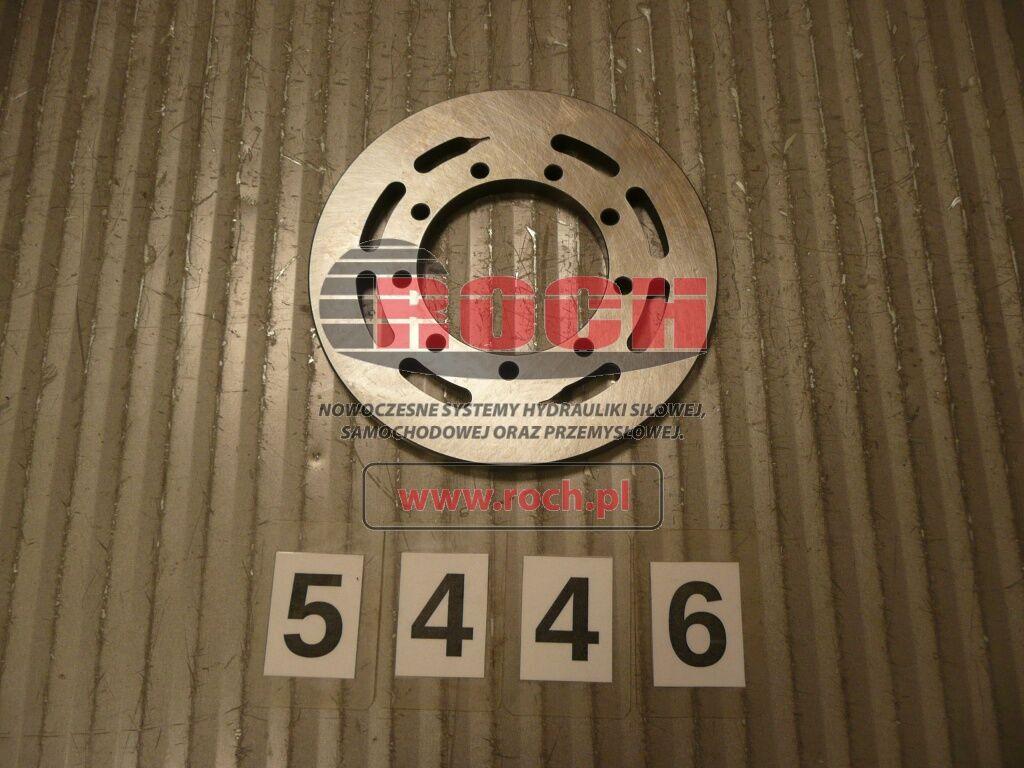 ROCH
NOWOCZESNE SYSTEMY HYDRAULIKI SIŁOWEJ,
SAMOCHODOWEJ ORAZ PRZEMYSŁOWEJ.
www.roch.pl
5 4 4 6